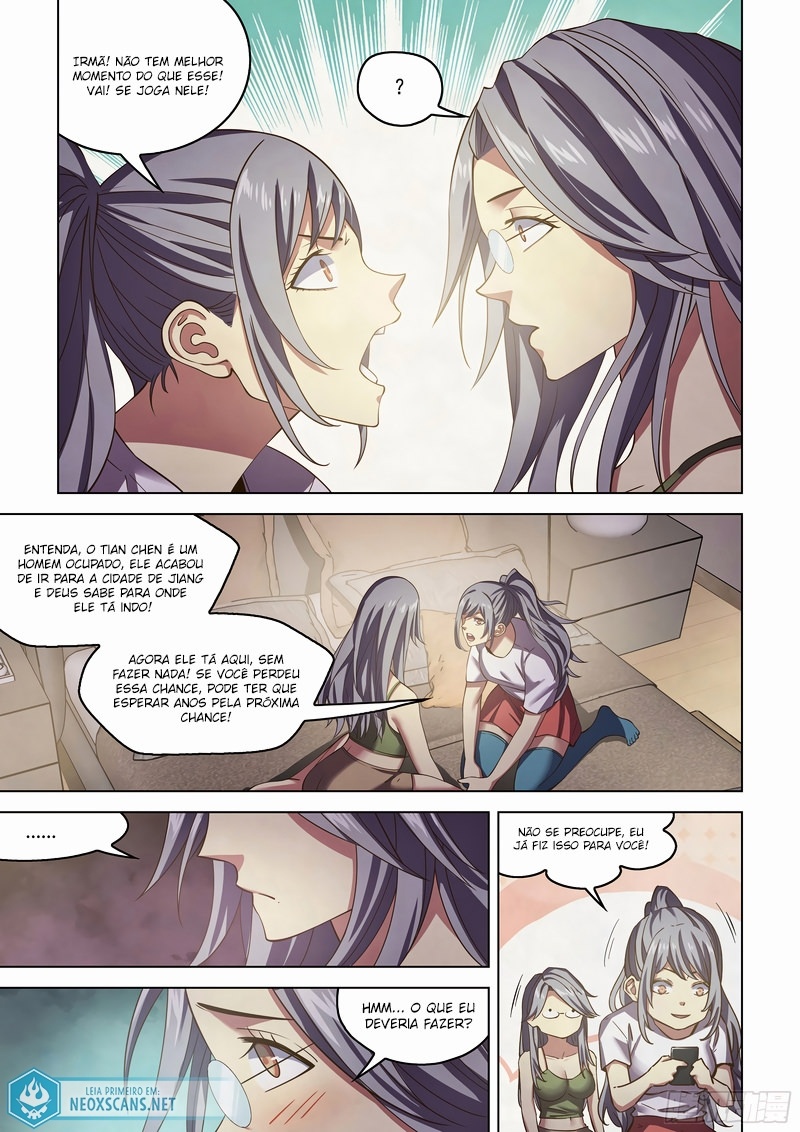 IRMÃ! NÃO TEM MELHOR
MOMENTO DO QUE ESSE!
VAI! SE JOGA NELE!
?
ENTENDA, O TIAN CHEN É UM
HOMEM OCUPADO, ELE ACABOU
DE IR PARA A CIDADE DE JIANG
E DEUS SABE PARA ONDE
ELE TÁ INDO!
AGORA ELE TÁ AQUI, SEM
FAZER NADA! SE VOCÊ PERDEU
ESSA CHANCE, PODE TER QUE
ESPERAR ANOS PELA PRÓXIMA
CHANCE!
......
HMM... O QUE EU
DEVERIA FAZER?
NÃO SE PREOCUPE, EU
JÁ FIZ ISSO PARA VOCÊ!
LEIA PRIMEIRO EM:
NEOXSCANS.NET